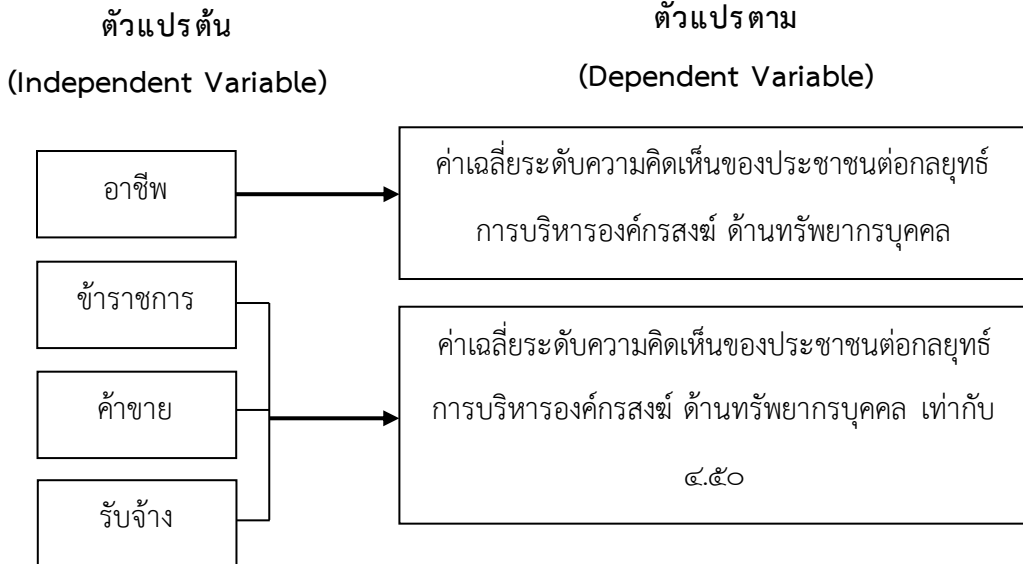 ตัวแปรต้น
(Independent Variable)
ตัวแปรตาม
(Dependent Variable)
อาชีพ
ค่าเฉลี่ยระดับความคิดเห็นของประชาชนต่อกลยุทธ์
การบริหารองค์กรสงฆ์ ด้านทรัพยากรบุคคล
ข้าราชการ
ค้าขาย
รับจ้าง
ค่าเฉลี่ยระดับความคิดเห็นของประชาชนต่อกลยุทธ์
การบริหารองค์กรสงฆ์ ด้านทรัพยากรบุคคล เท่ากับ
๔.๕๐